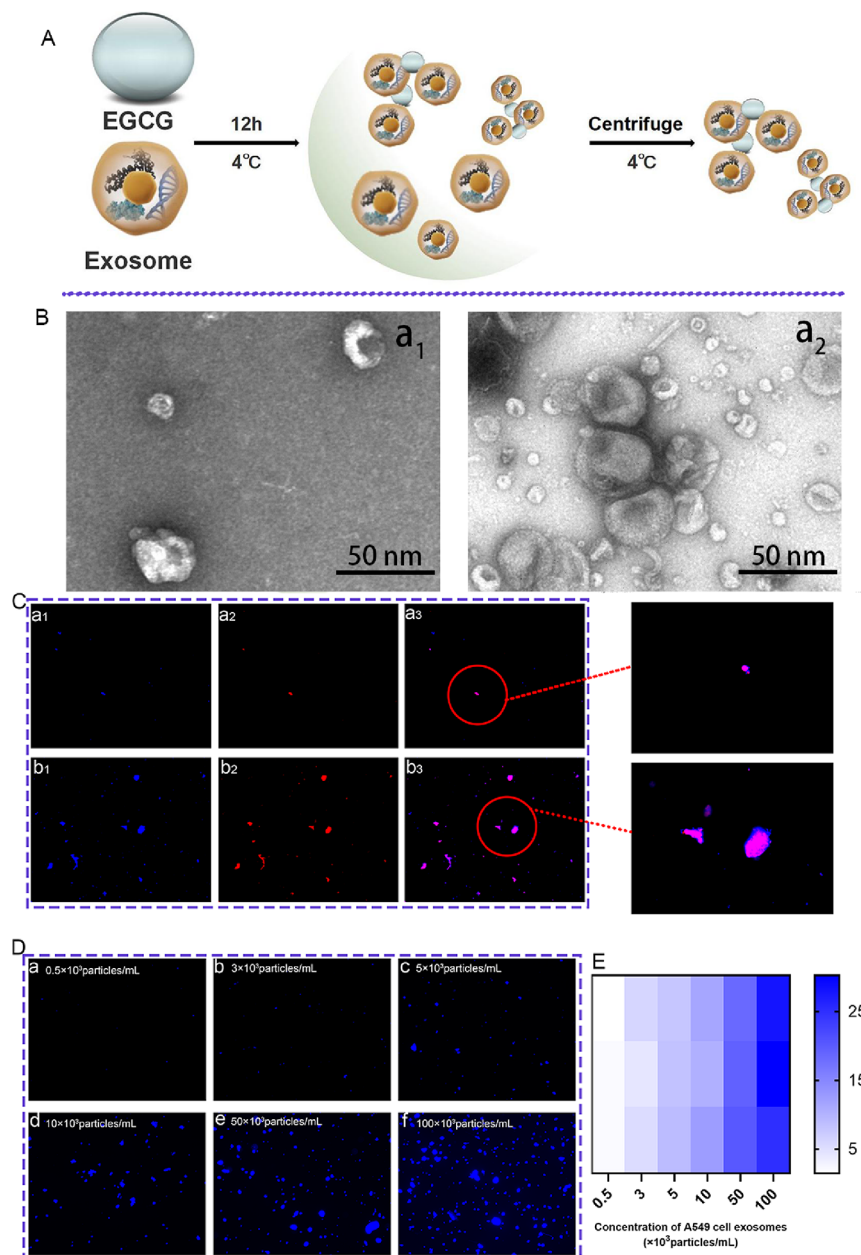 A
EGCG
Exosome
12h
4℃
Centrifuge
4℃
B
a1
50 nm
a2
50 nm
C
a1
a2
a3
b1
b2
b3
D
a 0.5×10³particles/mL
b 3×10³particles/mL
c 5×10³particles/mL
d 10×10³particles/mL
e 50×10³particles/mL
f 100×10³particles/mL
E
25
15
5
0.5 3 5 10 50 100
Concentration of A549 cell exosomes
(×10³particles/mL)